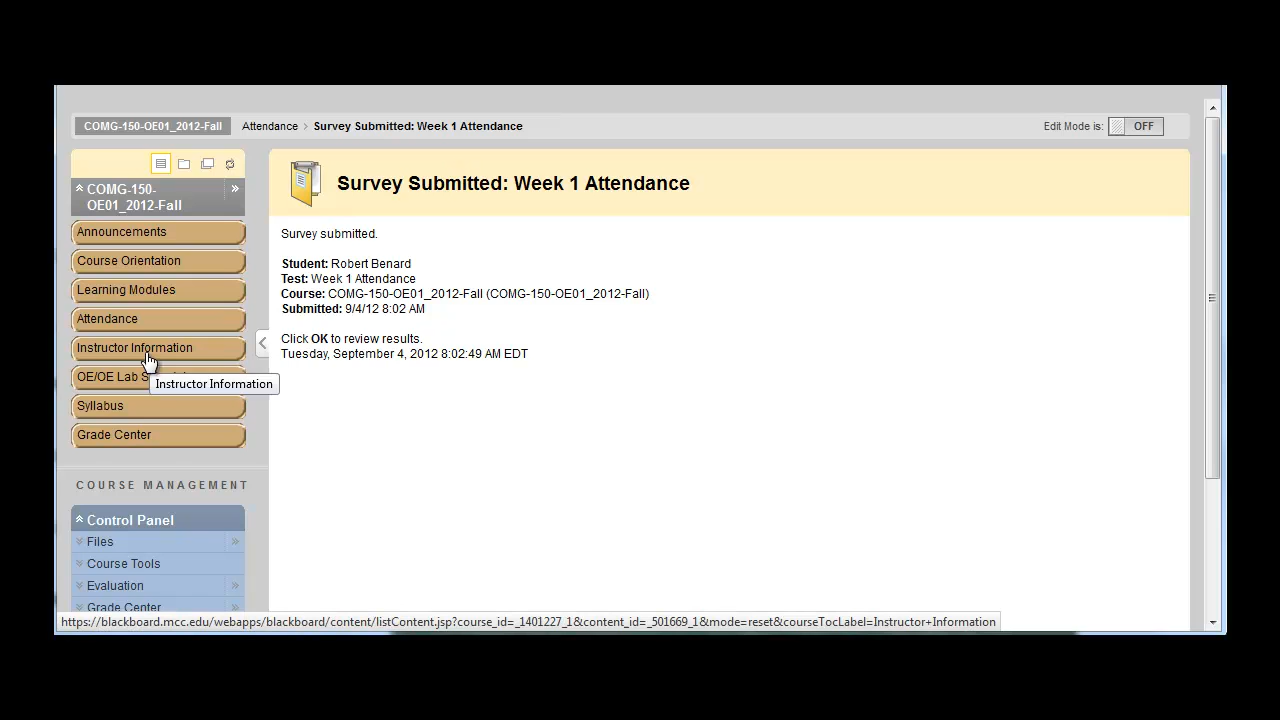 COMG-150-OE01_2012-Fall Attendance > Survey Submitted: Week 1 Attendance Edit Mode is: OFF
COMG-150-
OE01_2012-Fall
Announcements
Course Orientation
Learning Modules
Attendance
Instructor Information
OE/OE Lab
Instructor Information
Syllabus
Grade Center
COURSE MANAGEMENT
Control Panel
Files
Course Tools
Evaluation
Grade Center
Survey Submitted: Week 1 Attendance
Survey submitted.
Student: Robert Benard
Test: Week 1 Attendance
Course: COMG-150-OE01_2012-Fall (COMG-150-OE01_2012-Fall)
Submitted: 9/4/12 8:02 AM
Click OK to review results.
Tuesday, September 4, 2012 8:02:49 AM EDT
https://blackboard.mcc.edu/webapps/blackboard/content/listContent.jsp?course_id=_1401227_1&content_id=_501669_1&mode=reset&courseTocLabel=Instructor+Information